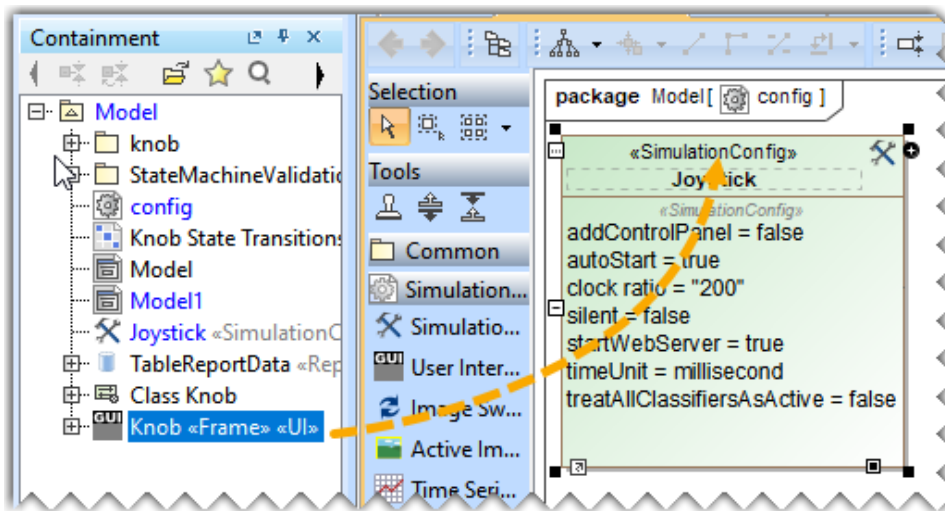 Containment
Model
knob
StateMachineValidatio
config
Knob State Transitions
Model
Model1
Joystick «SimulationC
TableReportData «Rep
Class Knob
GUI Knob «Frame» «UI»
Selection
Tools
Common
Simulation...
Simulatio...
GUI User Inter...
Image Sw...
Active Im...
Time Seri...
package Model[ config ]
«SimulationConfig»
Joystick
«SimulationConfig»
addControlPanel = false
autoStart = true
clock ratio = "200"
silent = false
startWebServer = true
timeUnit = millisecond
treatAllClassifiersAsActive = false